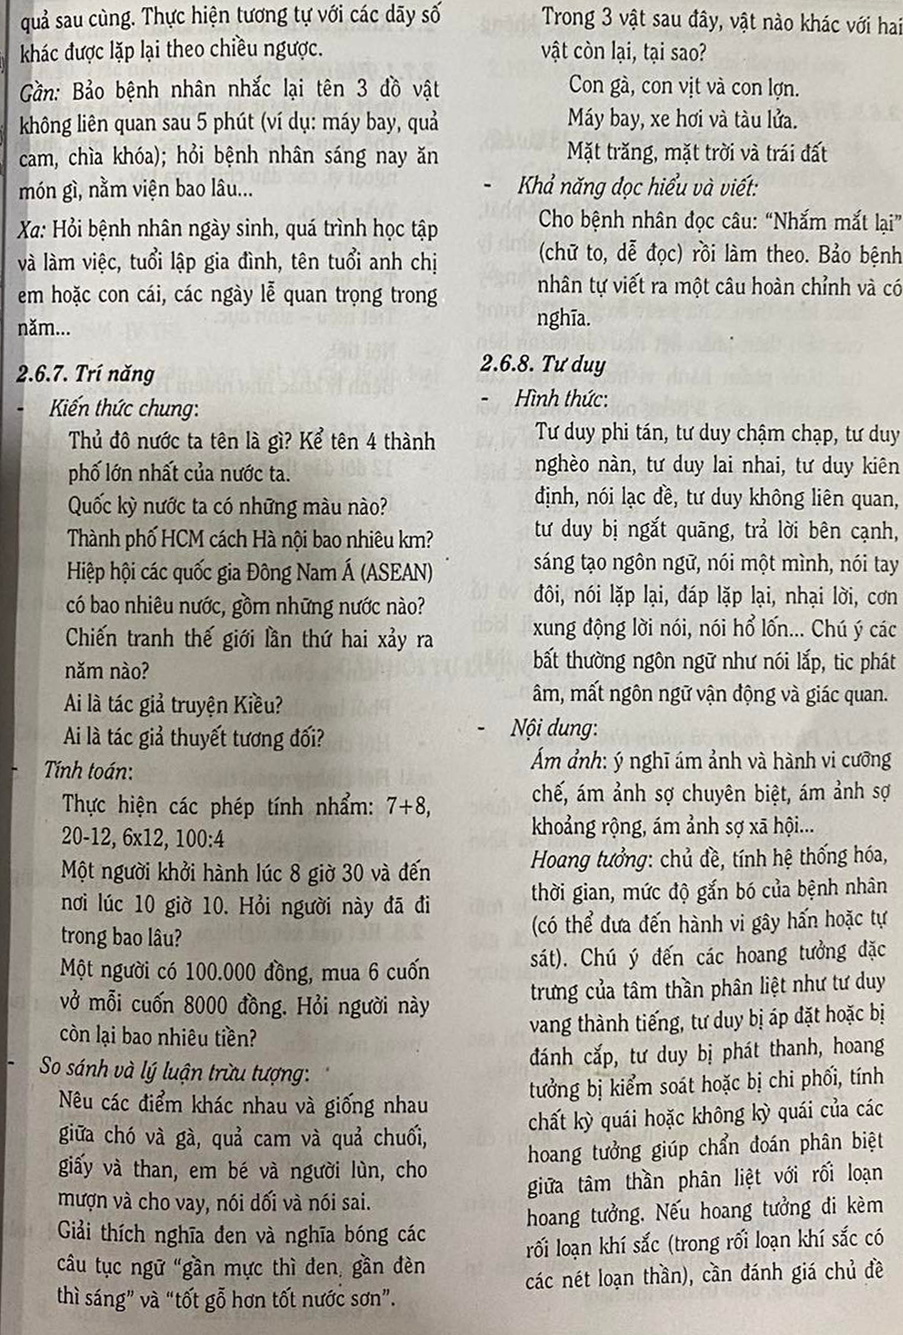 quả sau cùng. Thực hiện tương tự với các dãy số
khác được lặp lại theo chiều ngược.
Gần: Bảo bệnh nhân nhắc lại tên 3 đồ vật
không liên quan sau 5 phút (ví dụ: máy bay, quả
cam, chìa khóa); hỏi bệnh nhân sáng nay ăn
món gì, nằm viện bao lâu...
Xa: Hỏi bệnh nhân ngày sinh, quá trình học tập
và làm việc, tuổi lập gia đình, tên tuổi anh chị
em hoặc con cái, các ngày lễ quan trọng trong
năm...
2.6.7. Trí năng
- Kiến thức chung:
Thủ đô nước ta tên là gì? Kể tên 4 thành
phố lớn nhất của nước ta.
Quốc kỳ nước ta có những màu nào?
Thành phố HCM cách Hà nội bao nhiêu km?
Hiệp hội các quốc gia Đông Nam Á (ASEAN)
có bao nhiêu nước, gồm những nước nào?
Chiến tranh thế giới lần thứ hai xảy ra
năm nào?
Ai là tác giả truyện Kiều?
Ai là tác giả thuyết tương đối?
- Tính toán:
Thực hiện các phép tính nhẩm: 7+8,
20-12, 6x12, 100:4
Một người khởi hành lúc 8 giờ 30 và đến
nơi lúc 10 giờ 10. Hỏi người này đã đi
trong bao lâu?
Một người có 100.000 đồng, mua 6 cuốn
vở mỗi cuốn 8000 đồng. Hỏi người này
còn lại bao nhiêu tiền?
- So sánh và lý luận trừu tượng:
Nêu các điểm khác nhau và giống nhau
giữa chó và gà, quả cam và quả chuối,
giấy và than, em bé và người lùn, cho
mượn và cho vay, nói dối và nói sai.
Giải thích nghĩa đen và nghĩa bóng các
câu tục ngữ “gần mực thì đen, gần đèn
thì sáng” và “tốt gỗ hơn tốt nước sơn”.
Trong 3 vật sau đây, vật nào khác với hai
vật còn lại, tại sao?
Con gà, con vịt và con lợn.
Máy bay, xe hơi và tàu lửa.
Mặt trăng, mặt trời và trái đất
- Khả năng đọc hiểu và viết:
Cho bệnh nhân đọc câu: “Nhắm mắt lại”
(chữ to, dễ đọc) rồi làm theo. Bảo bệnh
nhân tự viết ra một câu hoàn chỉnh và có
nghĩa.
2.6.8. Tư duy
- Hình thức:
Tư duy phi tán, tư duy chậm chạp, tư duy
nghèo nàn, tư duy lai nhai, tư duy kiên
định, nói lạc đề, tư duy không liên quan,
tư duy bị ngắt quãng, trả lời bên cạnh,
sáng tạo ngôn ngữ, nói một mình, nói tay
đôi, nói lặp lại, đáp lặp lại, nhại lời, cơn
xung động lời nói, nói hổ lốn... Chú ý các
bất thường ngôn ngữ như nói lắp, tic phát
âm, mất ngôn ngữ vận động và giác quan.
- Nội dung:
Ám ảnh: ý nghĩ ám ảnh và hành vi cưỡng
chế, ám ảnh sợ chuyên biệt, ám ảnh sợ
khoảng rộng, ám ảnh sợ xã hội...
Hoang tưởng: chủ đề, tính hệ thống hóa,
thời gian, mức độ gắn bó của bệnh nhân
(có thể đưa đến hành vi gây hấn hoặc tự
sát). Chú ý đến các hoang tưởng đặc
trưng của tâm thần phân liệt như tư duy
vang thành tiếng, tư duy bị áp đặt hoặc bị
đánh cắp, tư duy bị phát thanh, hoang
tưởng bị kiểm soát hoặc bị chi phối, tính
chất kỳ quái hoặc không kỳ quái của các
hoang tưởng giúp chẩn đoán phân biệt
giữa tâm thần phân liệt với rối loạn
hoang tưởng. Nếu hoang tưởng đi kèm
rối loạn khí sắc (trong rối loạn khí sắc có
các nét loạn thần), cần đánh giá chủ đề